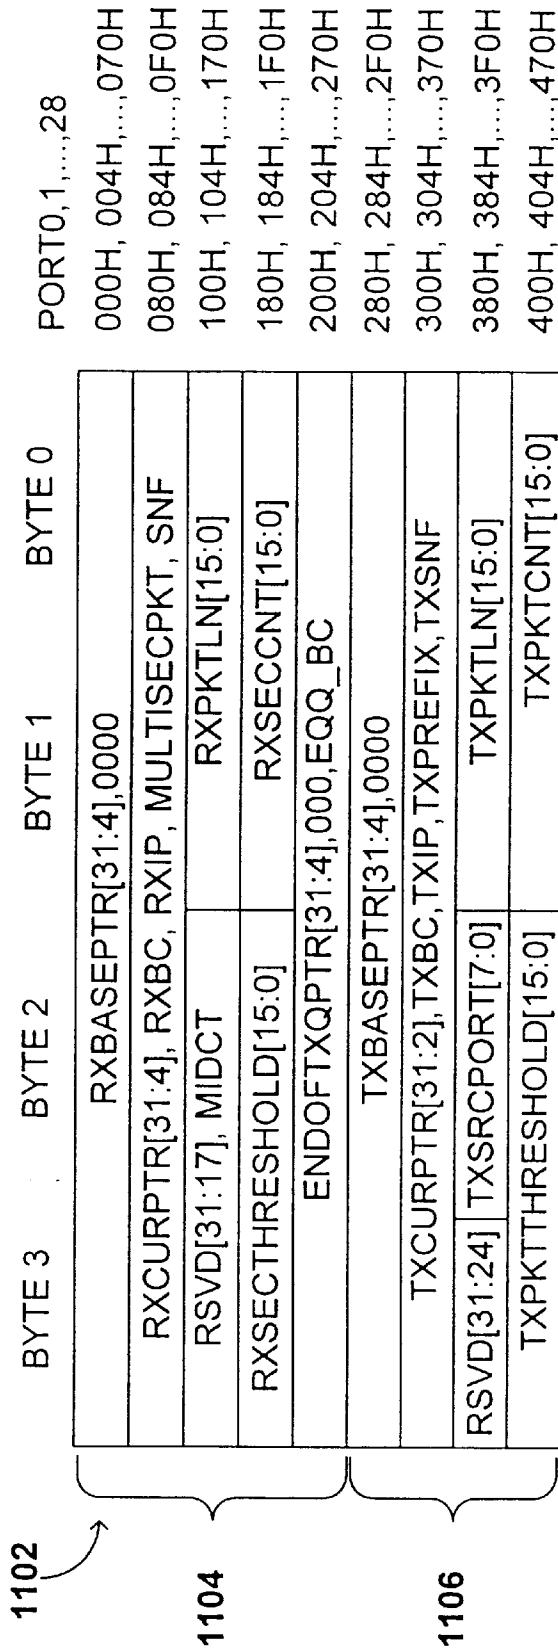 1102
BYTE 3 BYTE 2 BYTE 1 BYTE 0 PORT0,1,...,28
RXBASEPTR[31:4],0000 000H, 004H,...,070H
RXCURPTR[31:4], RXBC, RXIP, MULTISECPKT, SNF 080H, 084H,...,0F0H
RSVD[31:17], MIDCT RXPKTLN[15:0] 100H, 104H,...,170H
1104
RXSECTHRESHOLD[15:0] RXSECCNT[15:0] 180H, 184H,...,1F0H
ENDOFTXQPTR[31:4],000,EQQ_BC 200H, 204H,...,270H
TXBASEPTR[31:4],0000 280H, 284H,...,2F0H
TXCURPTR[31:2],TXBC,TXIP,TXPREFIX,TXSNF 300H, 304H,...,370H
1106
RSVD[31:24] TXSRCPORT[7:0] TXPKTLN[15:0] 380H, 384H,...,3F0H
TXPKTTHRESHOLD[15:0] TXPKTCNT[15:0] 400H, 404H,...,470H